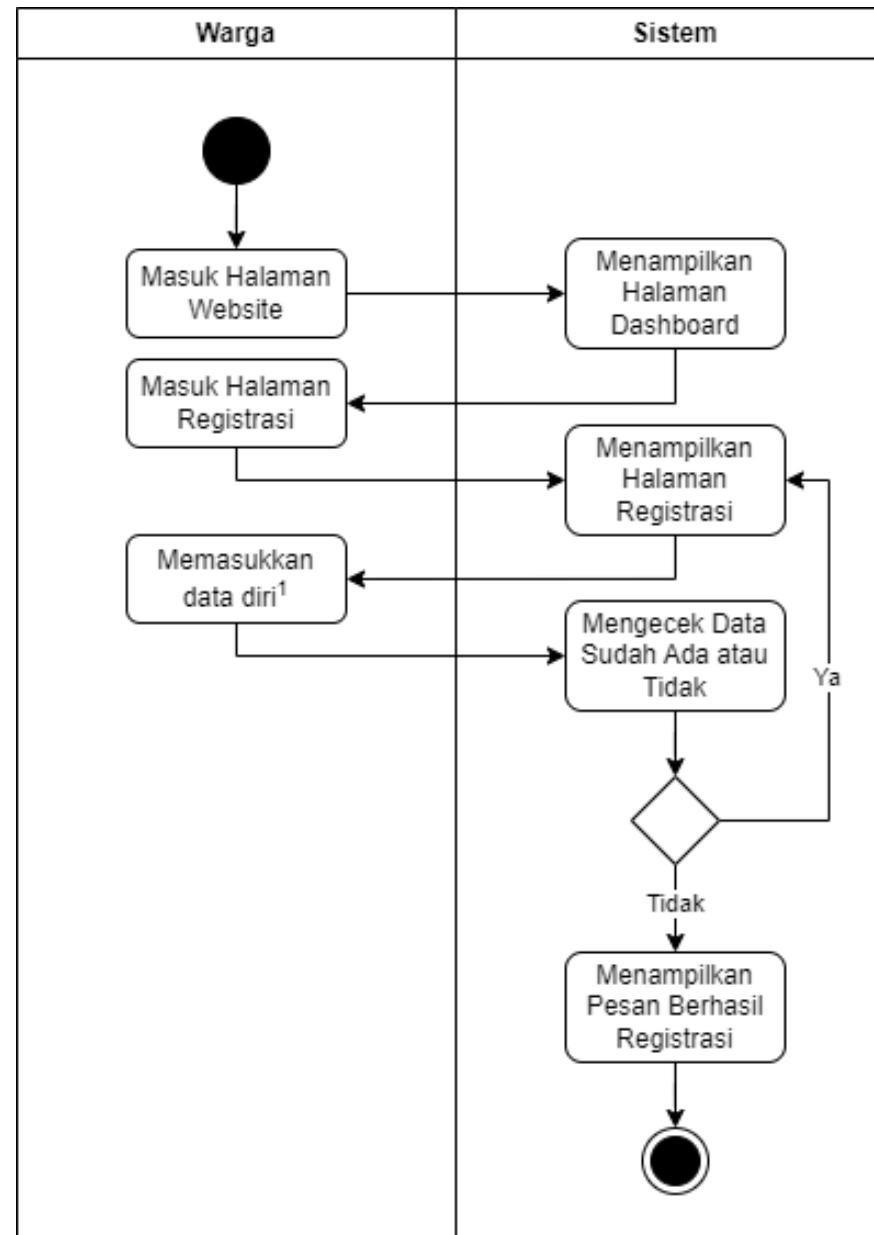 Warga
Sistem
Masuk Halaman
Website
Menampilkan
Halaman
Dashboard
Masuk Halaman
Registrasi
Menampilkan
Halaman
Registrasi
Memasukkan
data diri¹
Mengecek Data
Sudah Ada atau
Tidak
Ya
Tidak
Menampilkan
Pesan Berhasil
Registrasi